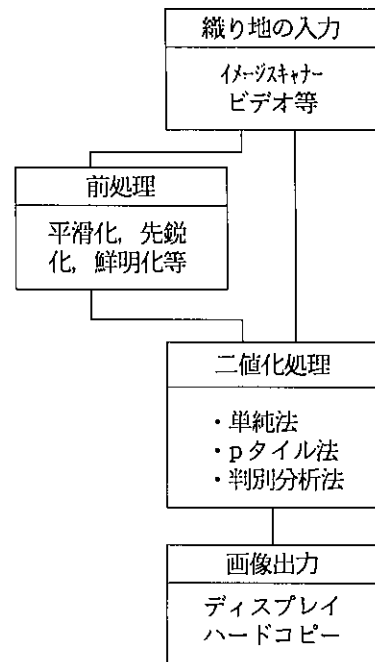 織り地の入力
イメージスキャナー
ビデオ等
前処理
平滑化, 先鋭
化, 鮮明化等
二値化処理
・単純法
・pタイル法
・判別分析法
画像出力
ディスプレイ
ハードコピー